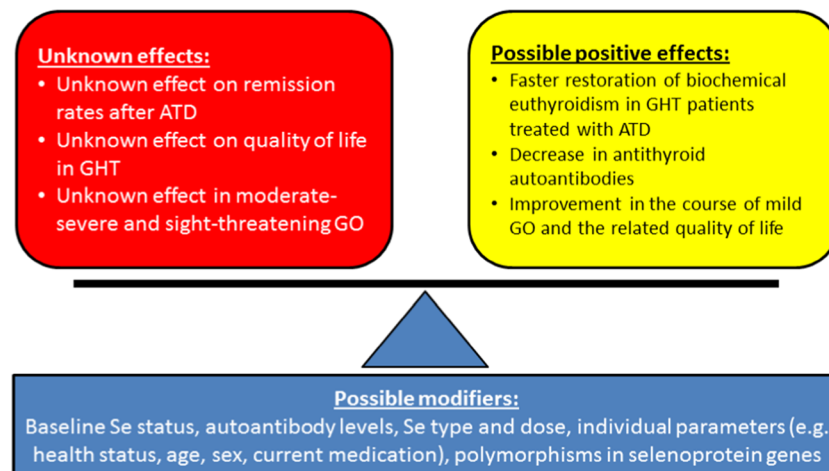 Unknown effects:
• Unknown effect on remission
rates after ATD
• Unknown effect on quality of life
in GHT
• Unknown effect in moderate-
severe and sight-threatening GO
Possible positive effects:
• Faster restoration of biochemical
euthyroidism in GHT patients
treated with ATD
• Decrease in antithyroid
autoantibodies
• Improvement in the course of mild
GO and the related quality of life
Possible modifiers:
Baseline Se status, autoantibody levels, Se type and dose, individual parameters (e.g.
health status, age, sex, current medication), polymorphisms in selenoprotein genes